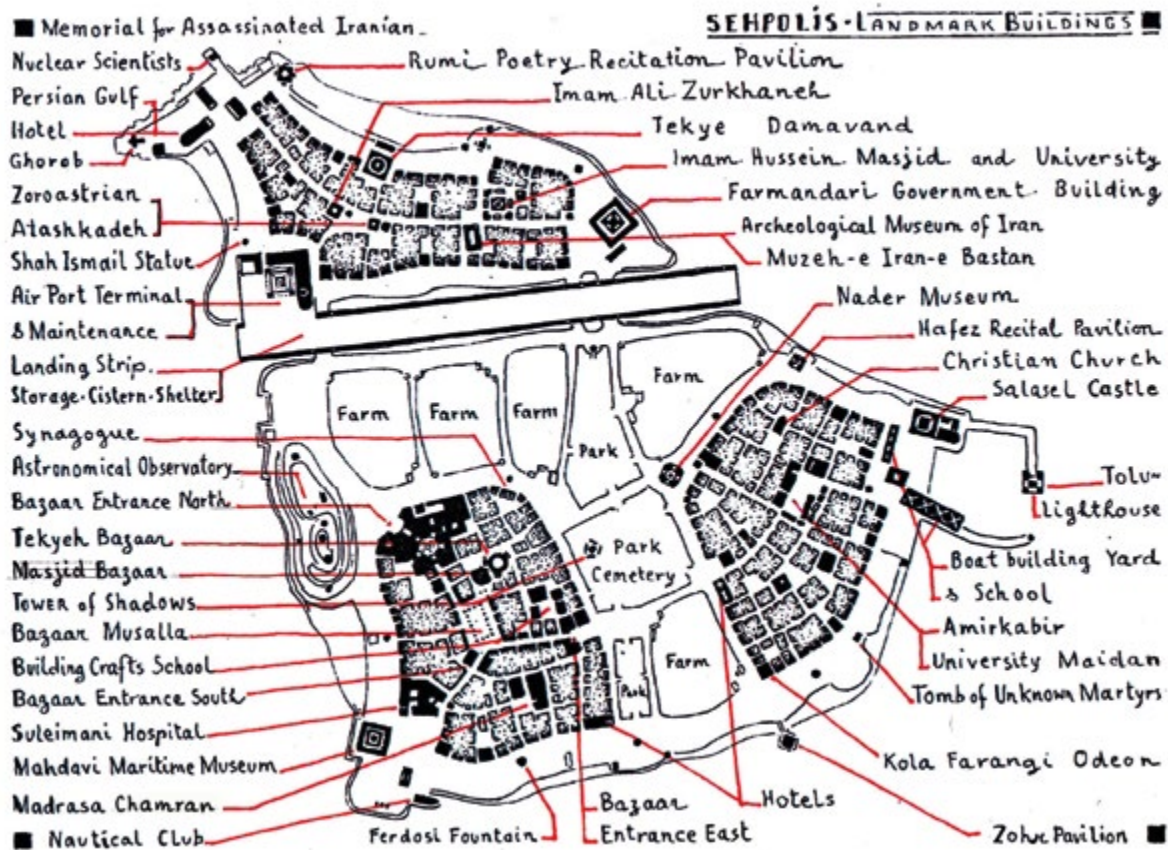 ■ Memorial for Assassinated Iranian
Nuclear Scientists
Persian Gulf
Hotel
Ghorob
Zoroastrian
Atashkadeh
Shah Ismail Statue
Air Port Terminal
& Maintenance
Landing Strip.
Storage-Cistern-Shelter
Synagogue
Astronomical Observatory
Bazaar Entrance North
Tekyeh Bazaar
Masjid Bazaar
Tower of Shadows
Bazaar Musalla
Building Crafts School
Bazaar Entrance South
Suleimani Hospital
Mahdavi Maritime Museum
Madrasa Chamran
■ Nautical Club
SEHPOLIS-LANDMARK BUILDINGS ■
Rumi Poetry Recitation Pavilion
Imam Ali Zurkhaneh
Tekye Damavand
Imam Hussein Masjid and University
Farmandari Government Building
Archeological Museum of Iran
Muzeh-e Iran-e Bastan
Nader Museum
Hafez Recital Pavilion
Christian Church
Salasel Castle
Tolu~
Lighthouse
Boat building Yard
& School
Amirkabir
University Maidan
Tomb of Unknown Martyrs
Kola Farangi Odeon
Zohr Pavilion ■
Farm
Farm
Farm
Farm
Park
Park
Cemetery
Farm
Park
Ferdosi Fountain
Bazaar
Entrance East
Hotels